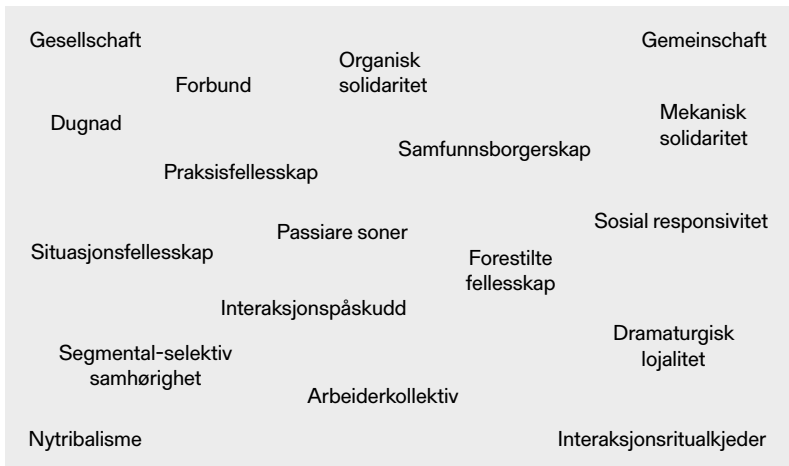 Gesellschaft
Gemeinschaft
Organisk
solidaritet
Forbund
Mekanisk
solidaritet
Dugnad
Samfunnsborgerskap
Praksisfellesskap
Sosial responsivitet
Passiare soner
Situasjonsfellesskap
Forestilte
fellesskap
Interaksjonspåskudd
Dramaturgisk
lojalitet
Segmental-selektiv
samhørighet
Arbeiderkollektiv
Nytribalisme
Interaksjonsritualkjeder